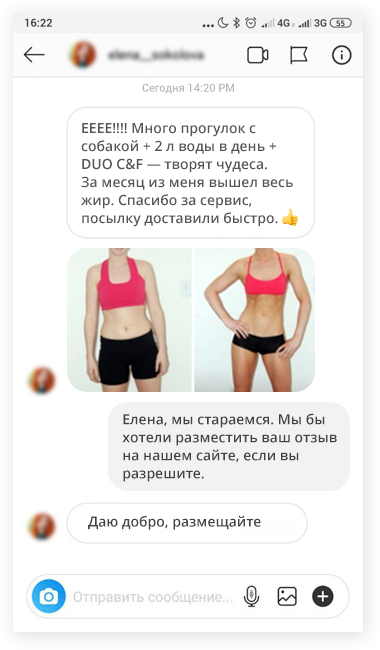 16:22
4G
3G
55
Сегодня 14:20 PM
ЕЕЕЕ!!!! Много прогулок с
собакой + 2 л воды в день +
DUO C&F — творят чудеса.
За месяц из меня вышел весь
жир. Спасибо за сервис,
посылку доставили быстро. 👍
Елена, мы стараемся. Мы бы
хотели разместить ваш отзыв
на нашем сайте, если вы
разрешите.
Даю добро, размещайте
Отправить сообщение...